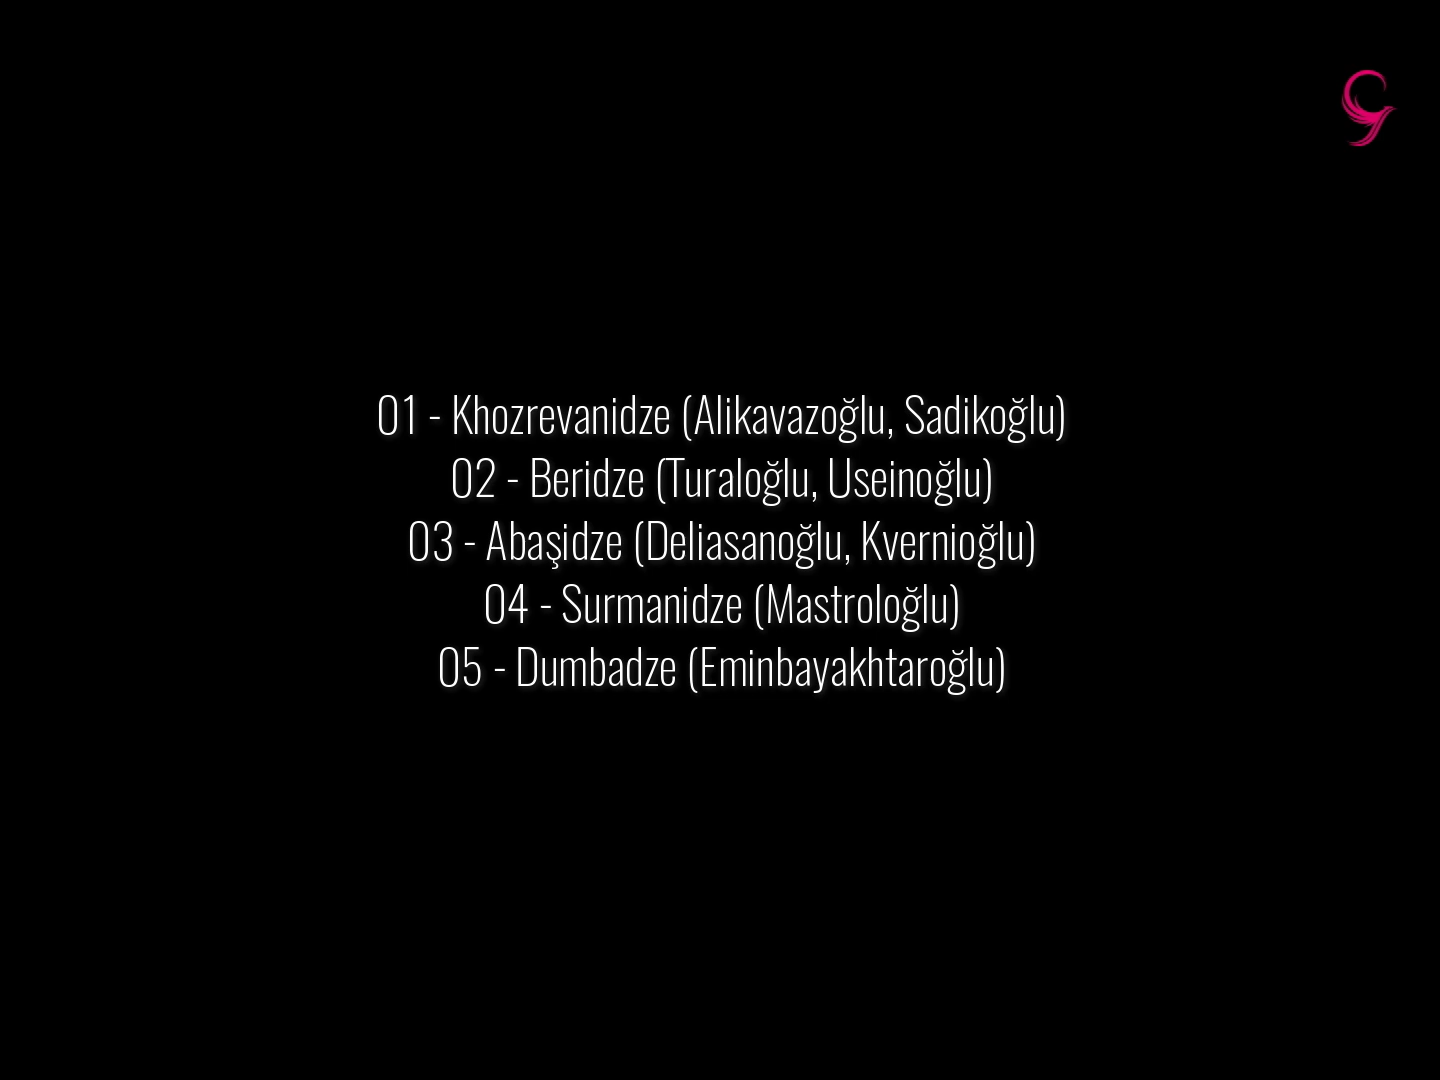 01 - Khozrevanidze (Alikavazoğlu, Sadikoğlu)
02 - Beridze (Turaloğlu, Useinoğlu)
03 - Abaşidze (Deliasanoğlu, Kvernioğlu)
04 - Surmanidze (Mastroloğlu)
05 - Dumbadze (Eminbayakhtaroğlu)